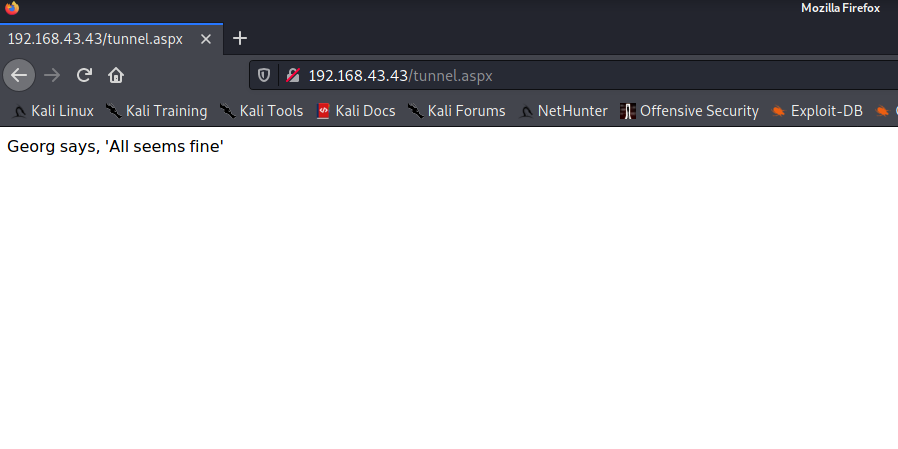 Mozilla Firefox
192.168.43.43/tunnel.aspx
192.168.43.43/tunnel.aspx
Kali Linux Kali Training Kali Tools Kali Docs Kali Forums NetHunter Offensive Security Exploit-DB
Georg says, 'All seems fine'